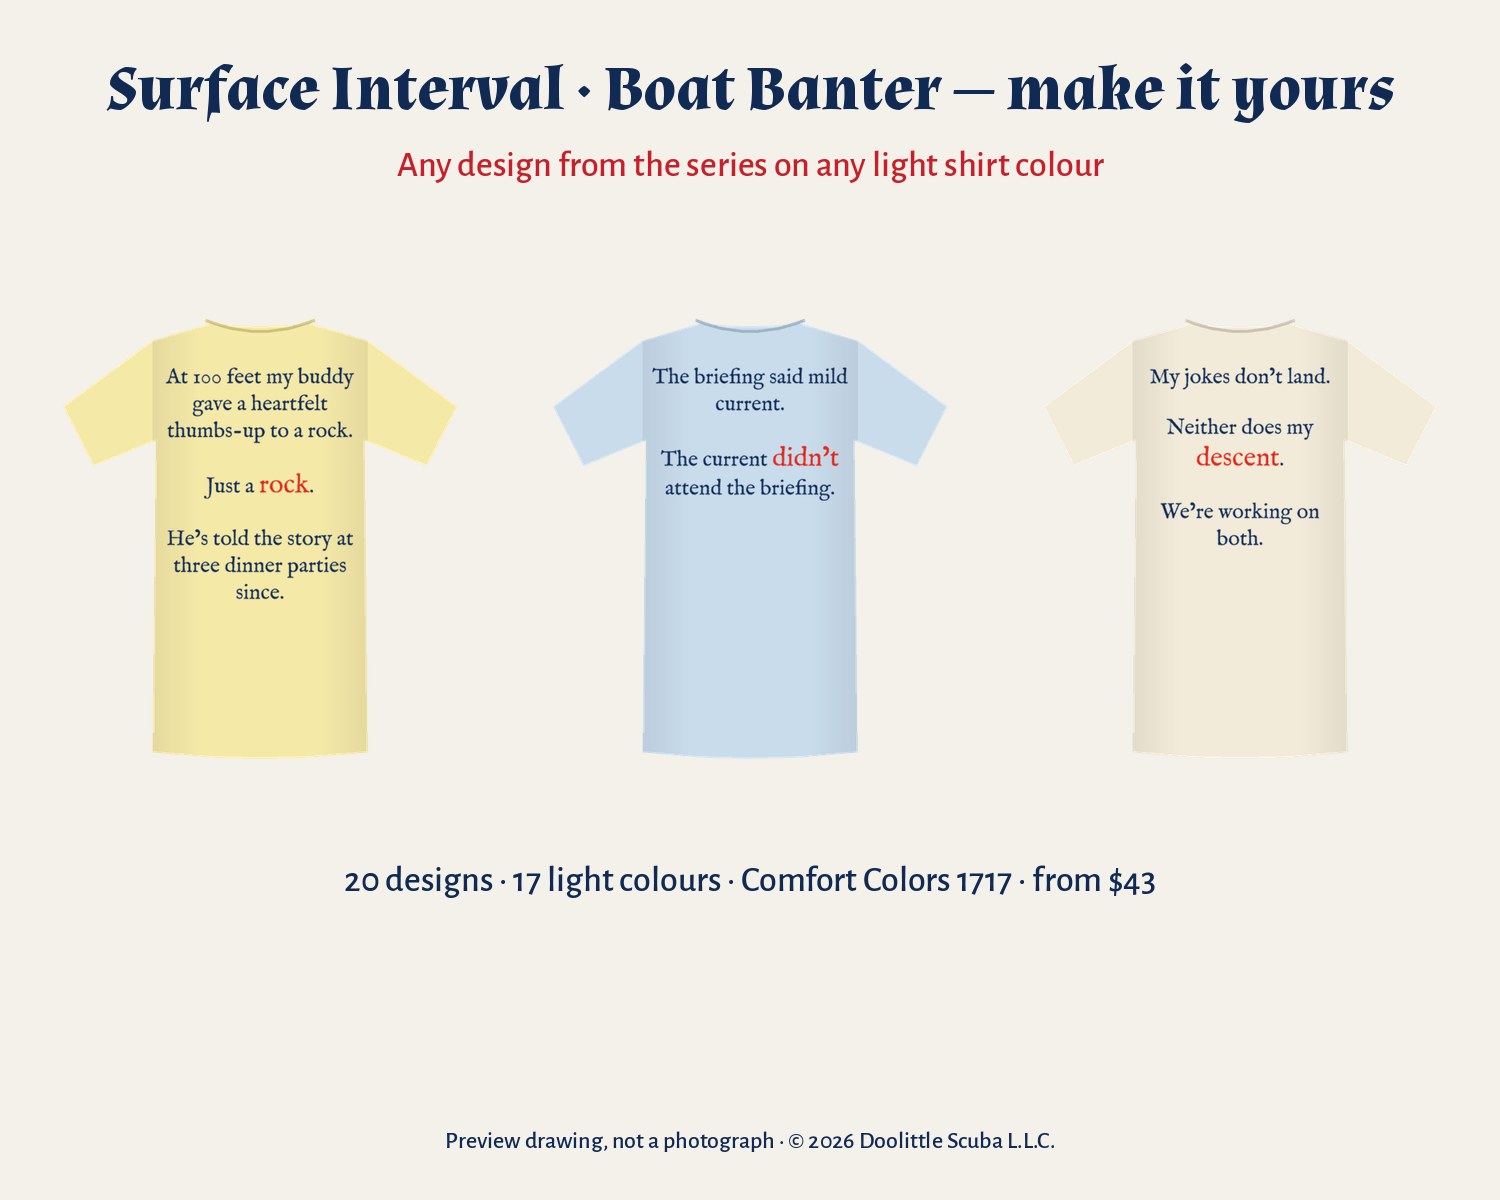 Surface Interval · Boat Banter — make it yours
Any design from the series on any light shirt colour
At 100 feet my buddy
gave a heartfelt
thumbs-up to a rock.
Just a rock.
He’s told the story at
three dinner parties
since.
The briefing said mild
current.
The current didn’t
attend the briefing.
My jokes don’t land.
Neither does my
descent.
We’re working on
both.
20 designs · 17 light colours · Comfort Colors 1717 · from $43
Preview drawing, not a photograph · © 2026 Doolittle Scuba L.L.C.